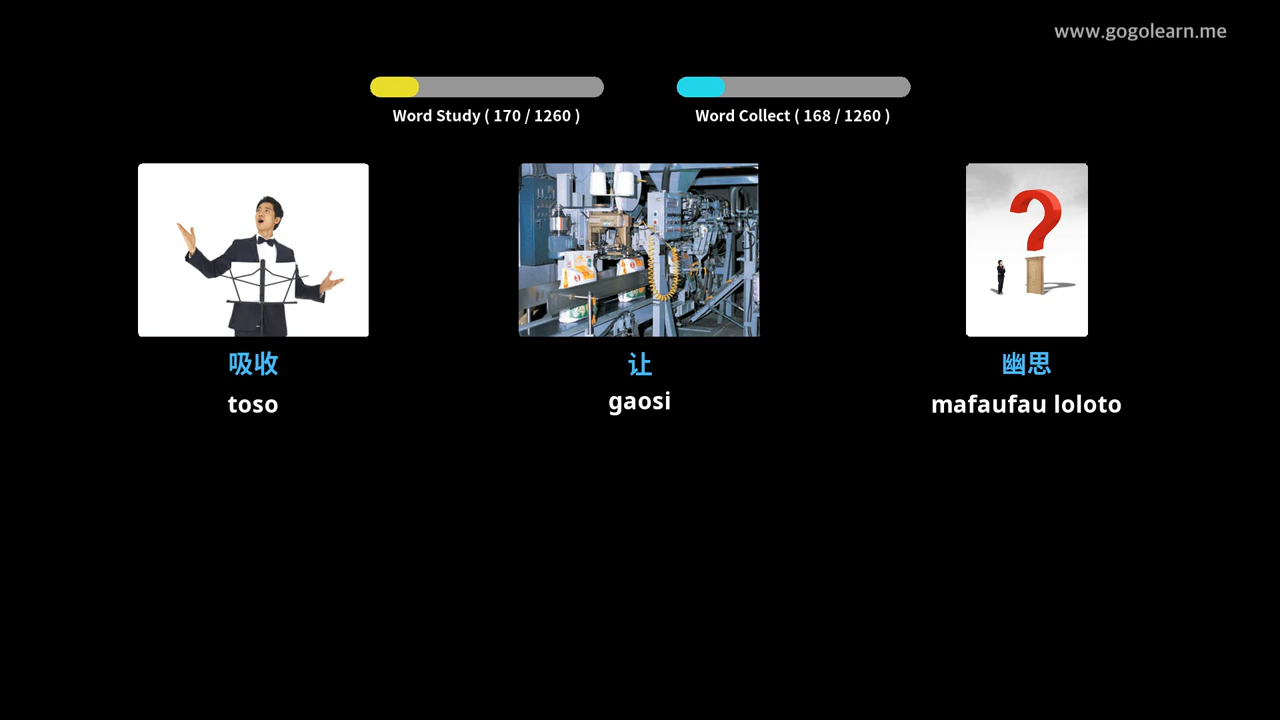 www.gogolearn.me
Word Study ( 170 / 1260 )
Word Collect ( 168 / 1260 )
吸收
让
幽思
toso
gaosi
mafaufau loloto